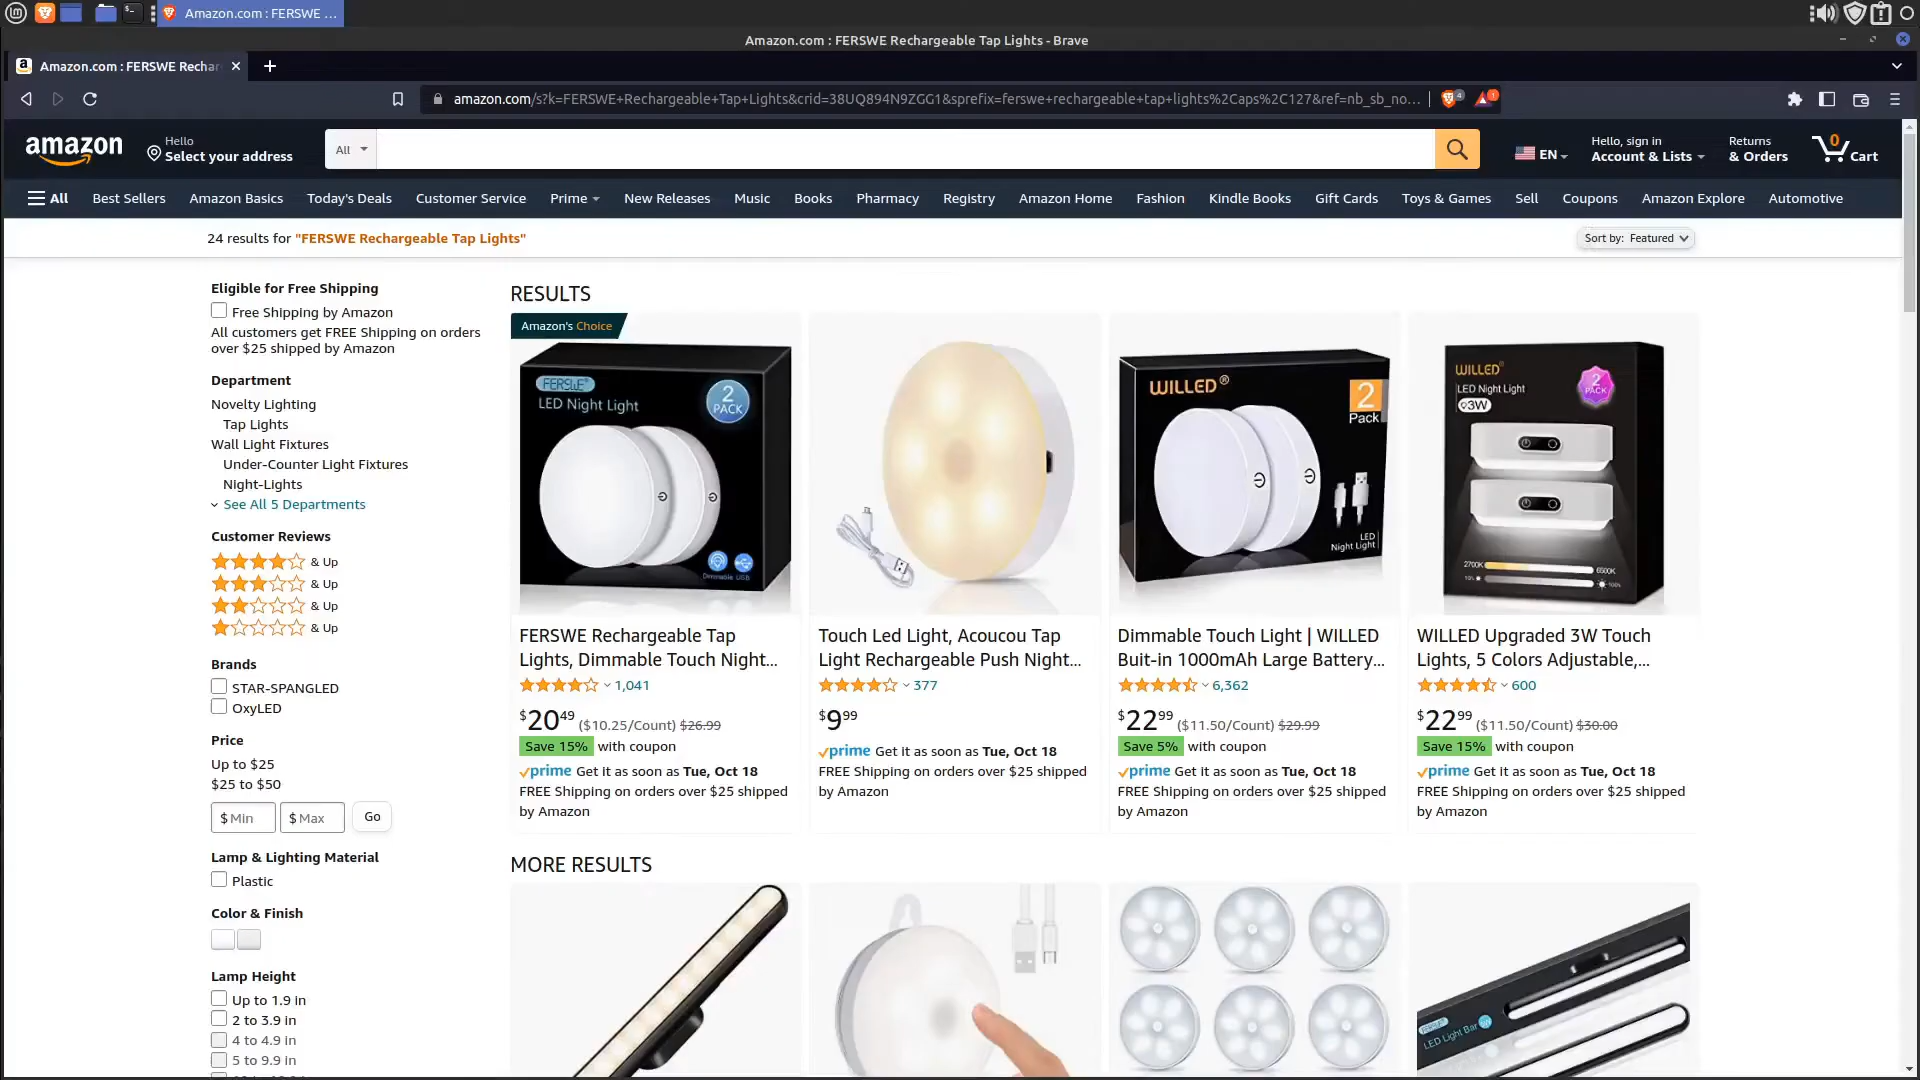 Amazon.com : FERSWE ...
Amazon.com : FERSWE Rechargeable Tap Lights - Brave
Amazon.com : FERSWE Rechar
amazon.com/s?k=FERSWE+Rechargeable+Tap+Lights&crid=38UQ894N9ZGG1&sprefix=ferswe+rechargeable+tap+lights%2Caps%2C127&ref=nb_sb_no...
4
1
amazon
Hello
Select your address
All
EN
Hello, sign in
Account & Lists
Returns
& Orders
0
Cart
All
Best Sellers
Amazon Basics
Today's Deals
Customer Service
Prime
New Releases
Music
Books
Pharmacy
Registry
Amazon Home
Fashion
Kindle Books
Gift Cards
Toys & Games
Sell
Coupons
Amazon Explore
Automotive
24 results for "FERSWE Rechargeable Tap Lights"
Sort by: Featured
Eligible for Free Shipping
Free Shipping by Amazon
All customers get FREE Shipping on orders
over $25 shipped by Amazon
Department
Novelty Lighting
Tap Lights
Wall Light Fixtures
Under-Counter Light Fixtures
Night-Lights
See All 5 Departments
Customer Reviews
& Up
& Up
& Up
& Up
Brands
STAR-SPANGLED
OxyLED
Price
Up to $25
$25 to $50
$ Min
$ Max
Go
Lamp & Lighting Material
Plastic
Color & Finish
Lamp Height
Up to 1.9 in
2 to 3.9 in
4 to 4.9 in
5 to 9.9 in
RESULTS
Amazon's Choice
FERSWE®
LED Night Light
2
PACK
Dimmable USB
FERSWE Rechargeable Tap
Lights, Dimmable Touch Night...
1,041
$20.49 ($10.25/Count) $26.99
Save 15% with coupon
prime Get it as soon as Tue, Oct 18
FREE Shipping on orders over $25 shipped
by Amazon
Touch Led Light, Acoucou Tap
Light Rechargeable Push Night...
377
$9.99
prime Get it as soon as Tue, Oct 18
FREE Shipping on orders over $25 shipped
by Amazon
WILLED®
2
Pack
LED
Night Light
Dimmable Touch Light | WILLED
Buit-in 1000mAh Large Battery...
6,362
$22.99 ($11.50/Count) $29.99
Save 5% with coupon
prime Get it as soon as Tue, Oct 18
FREE Shipping on orders over $25 shipped
by Amazon
WILLED®
LED Night Light
3W
2
PACK
2700K
6500K
10%
100%
WILLED Upgraded 3W Touch
Lights, 5 Colors Adjustable,...
600
$22.99 ($11.50/Count) $30.00
Save 15% with coupon
prime Get it as soon as Tue, Oct 18
FREE Shipping on orders over $25 shipped
by Amazon
MORE RESULTS
FERSWE
LED Light Bar